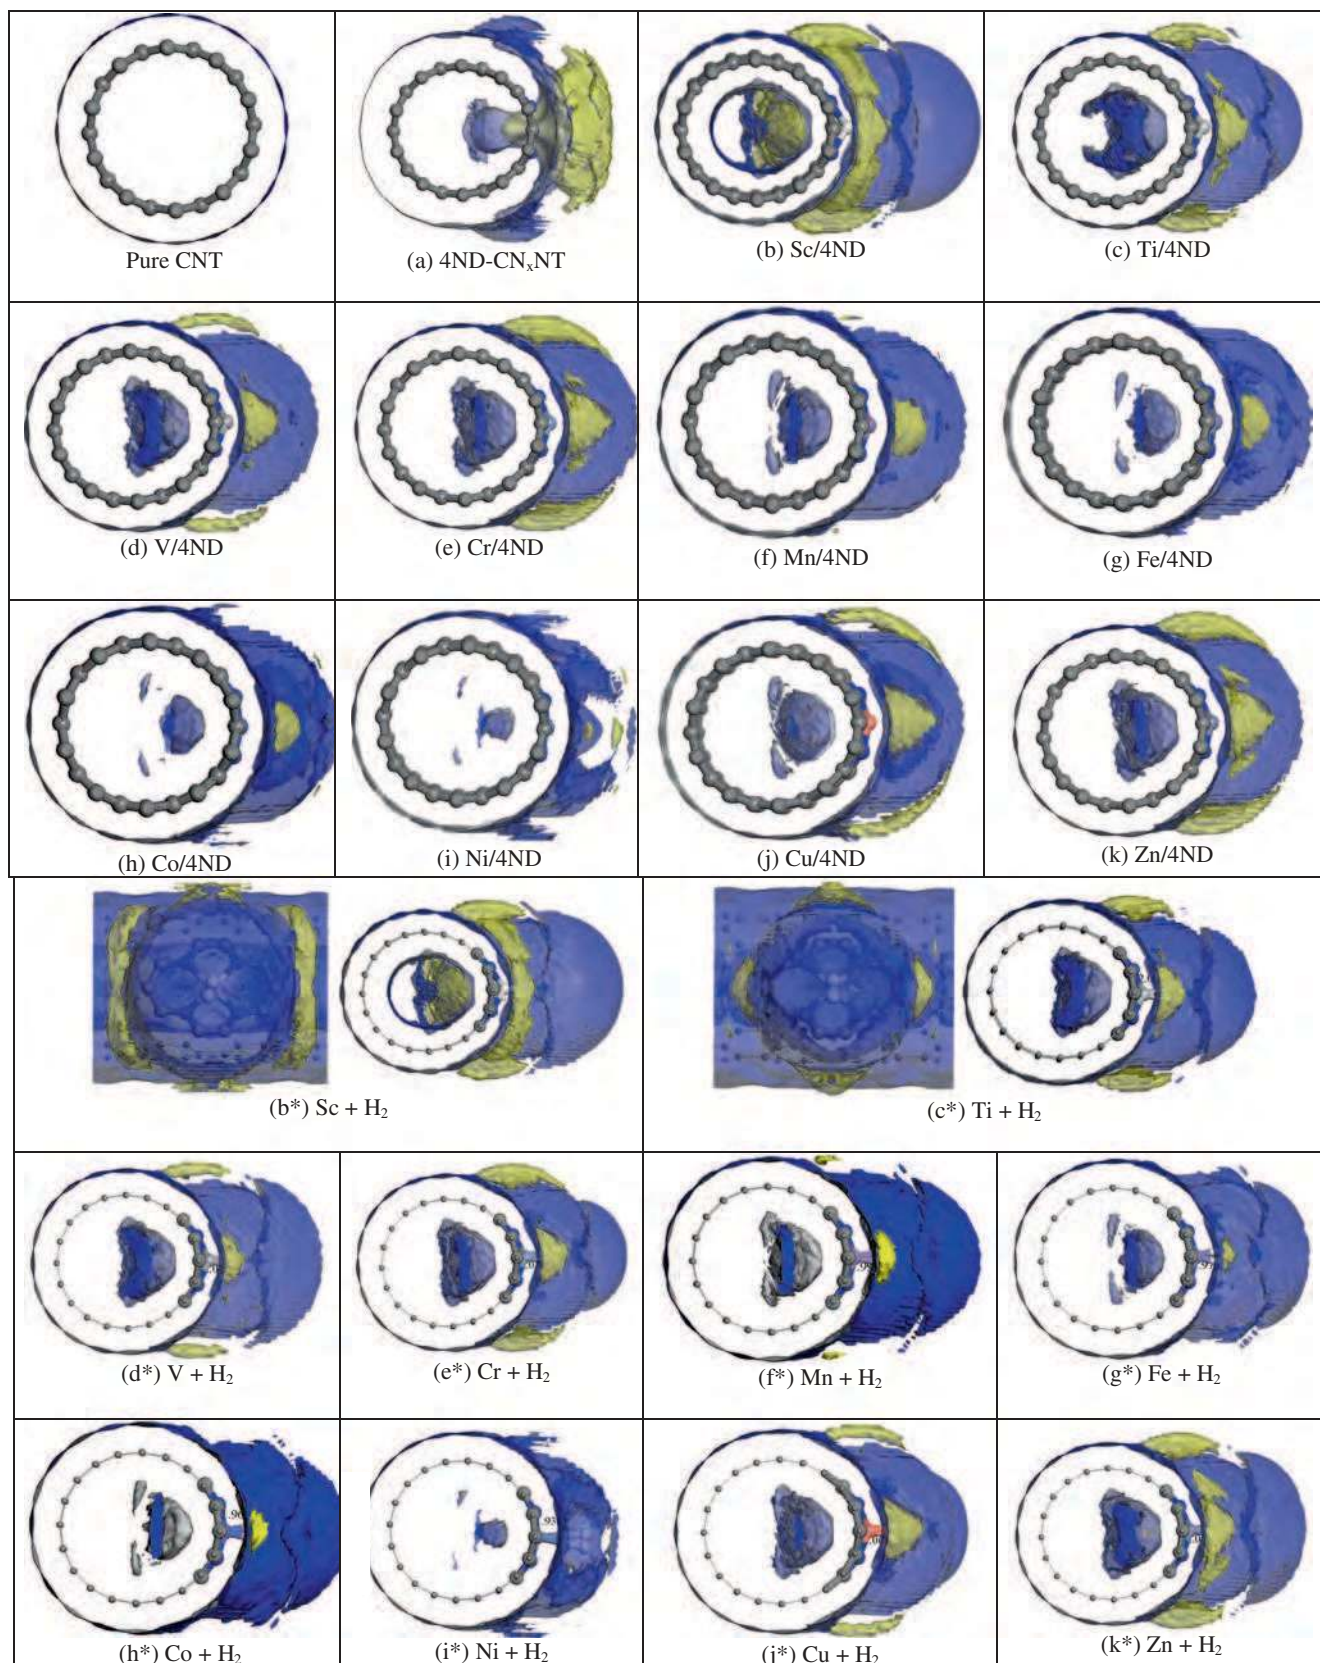 Pure CNT
(a) 4ND-CNxNT
(b) Sc/4ND
(c) Ti/4ND
(d) V/4ND
(e) Cr/4ND
(f) Mn/4ND
(g) Fe/4ND
(h) Co/4ND
(i) Ni/4ND
(j) Cu/4ND
(k) Zn/4ND
(b*) Sc + H2
(c*) Ti + H2
(d*) V + H2
(e*) Cr + H2
(f*) Mn + H2
(g*) Fe + H2
.96
.93
(h*) Co + H2
(i*) Ni + H2
(j*) Cu + H2
(k*) Zn + H2